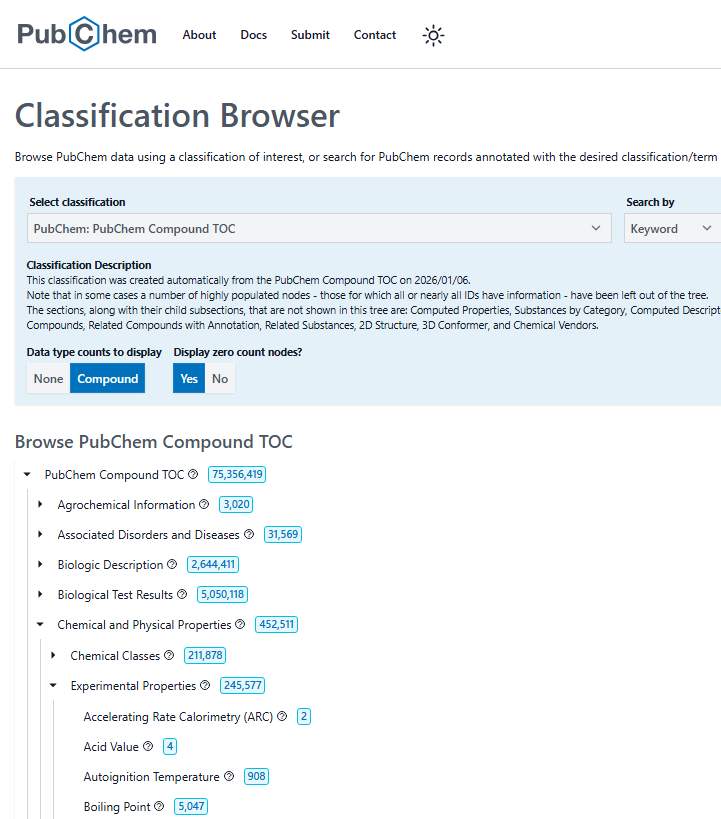 PubChem About Docs Submit Contact
Classification Browser
Browse PubChem data using a classification of interest, or search for PubChem records annotated with the desired classification/term
Select classification Search by
PubChem: PubChem Compound TOC Keyword
Classification Description
This classification was created automatically from the PubChem Compound TOC on 2026/01/06.
Note that in some cases a number of highly populated nodes - those for which all or nearly all IDs have information - have been left out of the tree.
The sections, along with their child subsections, that are not shown in this tree are: Computed Properties, Substances by Category, Computed Descript
Compounds, Related Compounds with Annotation, Related Substances, 2D Structure, 3D Conformer, and Chemical Vendors.
Data type counts to display Display zero count nodes?
None Compound Yes No
Browse PubChem Compound TOC
PubChem Compound TOC 75,356,419
Agrochemical Information 3,020
Associated Disorders and Diseases 31,569
Biologic Description 2,644,411
Biological Test Results 5,050,118
Chemical and Physical Properties 452,511
Chemical Classes 211,878
Experimental Properties 245,577
Accelerating Rate Calorimetry (ARC) 2
Acid Value 4
Autoignition Temperature 908
Boiling Point 5,047